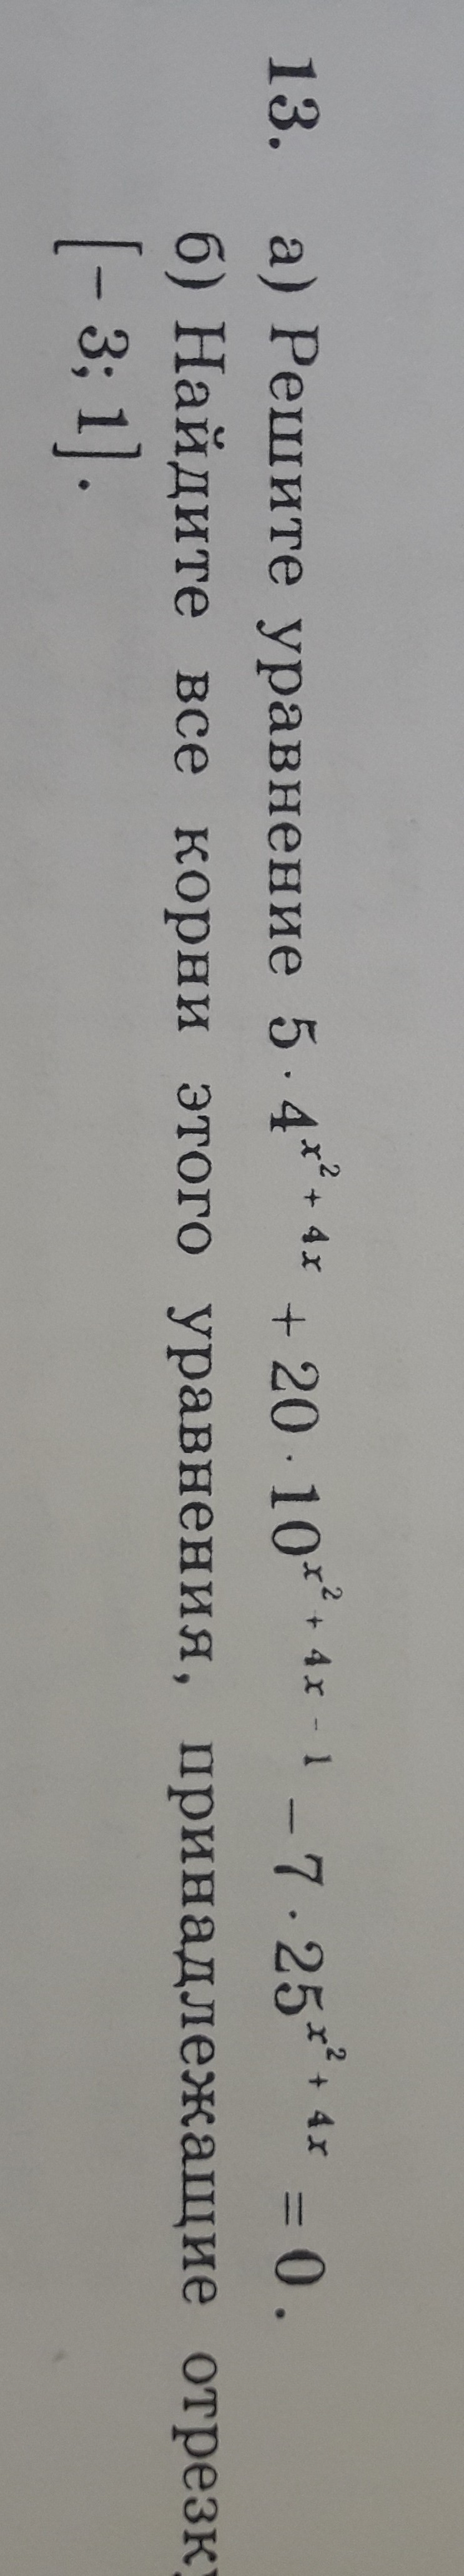 13. а) Решите уравнение 5 · 4^{x² + 4x} + 20 · 10^{x² + 4x − 1} − 7 · 25^{x² + 4x} = 0.
б) Найдите все корни этого уравнения, принадлежащие отрезку
[− 3; 1].